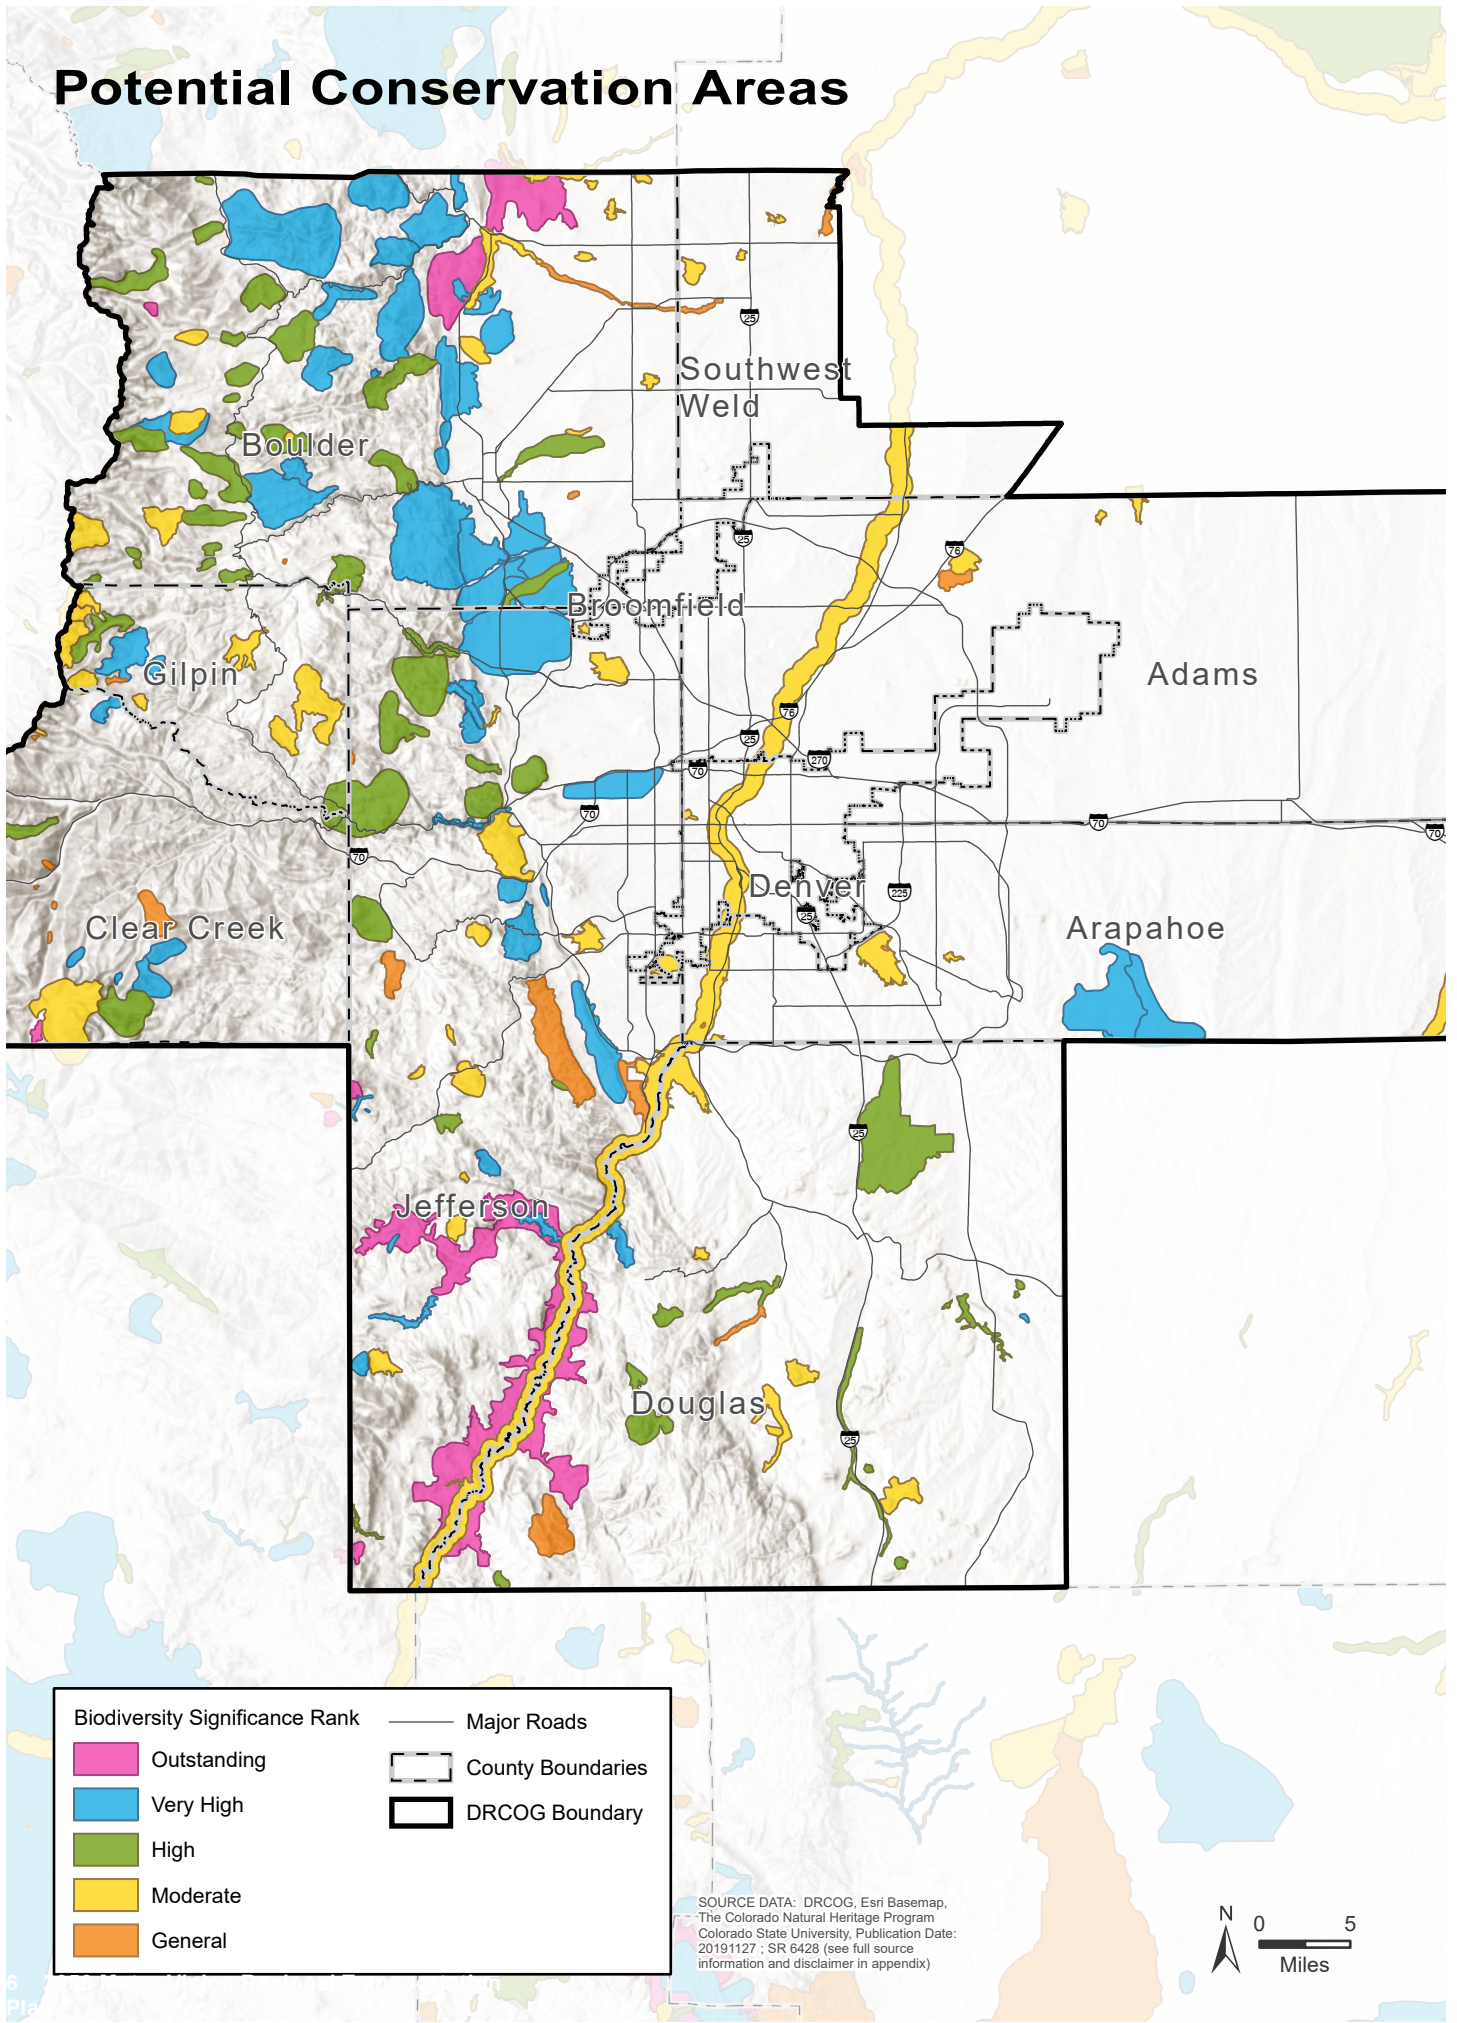 Potential Conservation Areas
25
Southwest
Weld
Boulder
25
76
Broomfield
Gilpin
Adams
76
25
270
70
70
70
70
70
Denver
225
25
Clear Creek
Arapahoe
25
Jefferson
Douglas
25
Biodiversity Significance Rank
Outstanding
Very High
High
Moderate
General
Major Roads
County Boundaries
DRCOG Boundary
SOURCE DATA: DRCOG, Esri Basemap,
The Colorado Natural Heritage Program
Colorado State University, Publication Date:
20191127 ; SR 6428 (see full source
information and disclaimer in appendix)
N
0 5
Miles
6